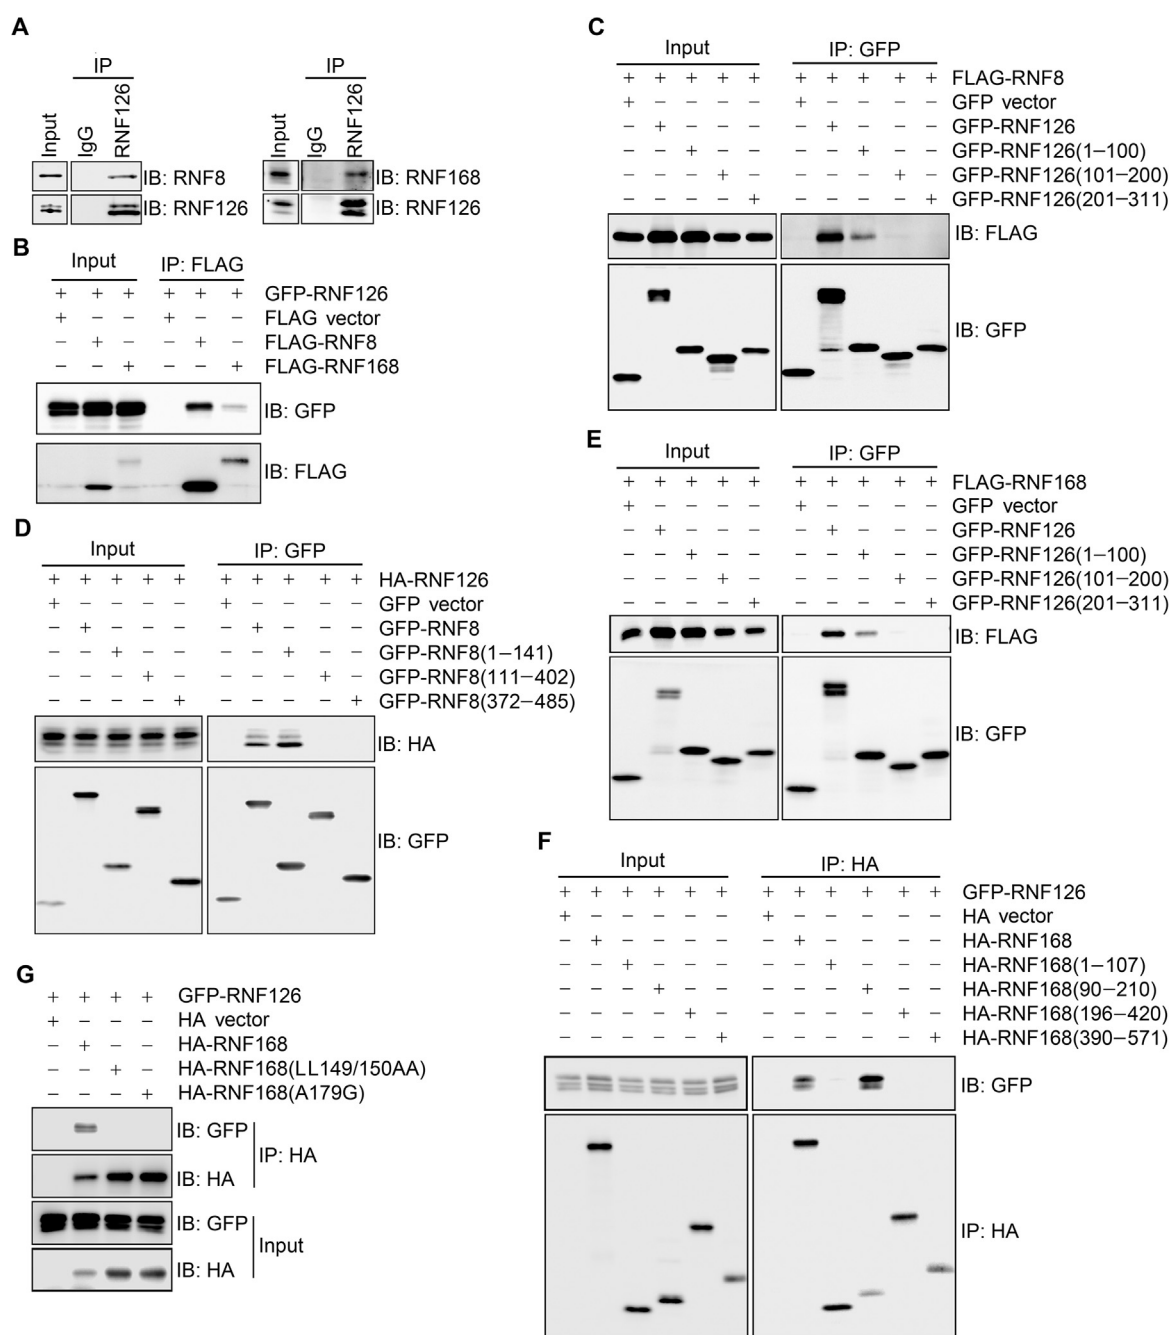 A
IP
Input
IgG
RNF126
IB: RNF8
IB: RNF126
IP
Input
IgG
RNF126
IB: RNF168
IB: RNF126
B
Input IP: FLAG
+ + + + + + GFP-RNF126
+ − − + − − FLAG vector
− + − − + − FLAG-RNF8
− − + − − + FLAG-RNF168
IB: GFP
IB: FLAG
C
Input IP: GFP
+ + + + + + + + + + FLAG-RNF8
+ − − − − + − − − − GFP vector
− + − − − − + − − − GFP-RNF126
− − + − − − − + − − GFP-RNF126(1−100)
− − − + − − − − + − GFP-RNF126(101−200)
− − − − + − − − − + GFP-RNF126(201−311)
IB: FLAG
IB: GFP
D
Input IP: GFP
+ + + + + + + + + + HA-RNF126
+ − − − − + − − − − GFP vector
− + − − − − + − − − GFP-RNF8
− − + − − − − + − − GFP-RNF8(1−141)
− − − + − − − − + − GFP-RNF8(111−402)
− − − − + − − − − + GFP-RNF8(372−485)
IB: HA
IB: GFP
E
Input IP: GFP
+ + + + + + + + + + FLAG-RNF168
+ − − − − + − − − − GFP vector
− + − − − − + − − − GFP-RNF126
− − + − − − − + − − GFP-RNF126(1−100)
− − − + − − − − + − GFP-RNF126(101−200)
− − − − + − − − − + GFP-RNF126(201−311)
IB: FLAG
IB: GFP
F
Input IP: HA
+ + + + + + + + + + + + GFP-RNF126
+ − − − − − + − − − − − HA vector
− + − − − − − + − − − − HA-RNF168
− − + − − − − − + − − − HA-RNF168(1−107)
− − − + − − − − − + − − HA-RNF168(90−210)
− − − − + − − − − − + − HA-RNF168(196−420)
− − − − − + − − − − − + HA-RNF168(390−571)
IB: GFP
IP: HA
G
+ + + + GFP-RNF126
+ − − − HA vector
− + − − HA-RNF168
− − + − HA-RNF168(LL149/150AA)
− − − + HA-RNF168(A179G)
IB: GFP
IP: HA
IB: HA
IB: GFP
Input
IB: HA